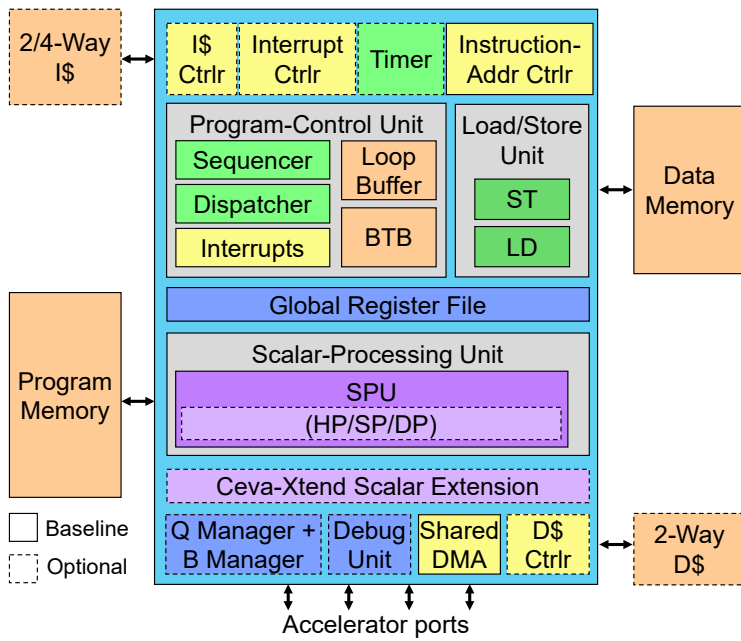 2/4-Way
I$
I$
Ctrlr
Interrupt
Ctrlr
Timer
Instruction-
Addr Ctrlr
Program-Control Unit
Sequencer
Dispatcher
Interrupts
Loop
Buffer
BTB
Load/Store
Unit
ST
LD
Data
Memory
Global Register File
Program
Memory
Scalar-Processing Unit
SPU
(HP/SP/DP)
Ceva-Xtend Scalar Extension
Q Manager +
B Manager
Debug
Unit
Shared
DMA
D$
Ctrlr
2-Way
D$
Baseline
Optional
Accelerator ports